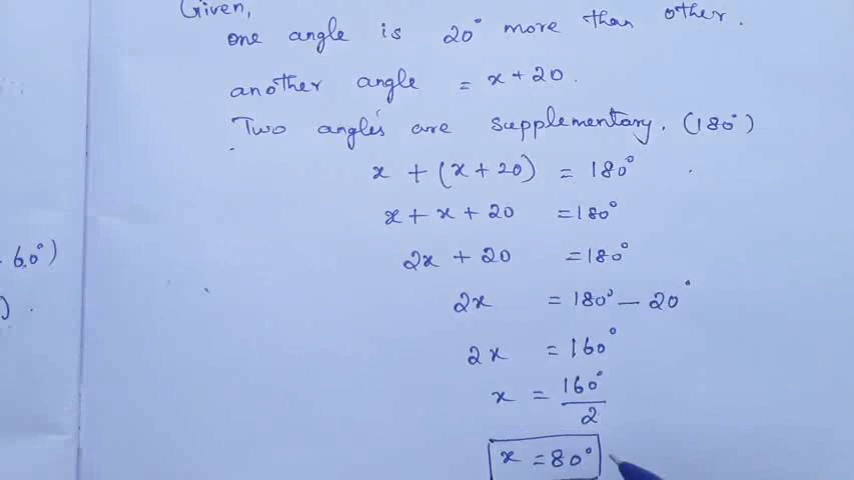 Given,
one angle is 20° more than other.
another angle = x + 20.
Two angles are supplementary. (180°)
x + (x + 20) = 180°
x + x + 20 = 180°
2x + 20 = 180°
60°)
2x = 180° – 20°
)
2x = 160°
x = 160°/2
x = 80°